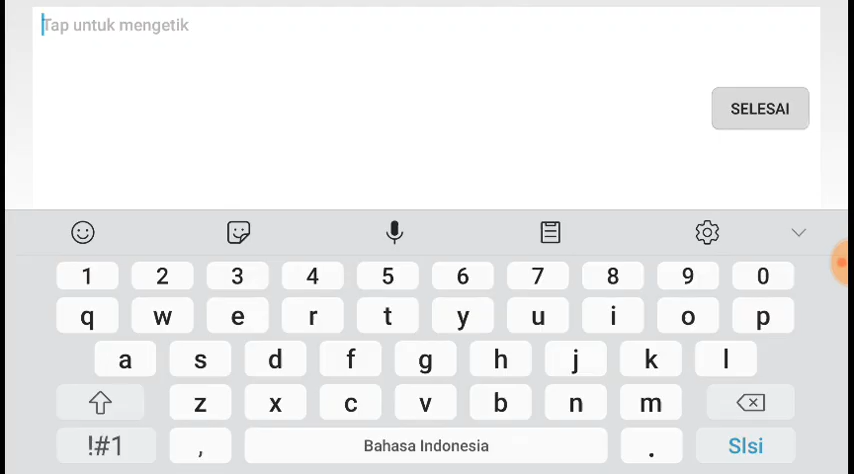 Tap untuk mengetik
SELESAI
1 2 3 4 5 6 7 8 9 0
q w e r t y u i o p
a s d f g h j k l
z x c v b n m
!#1 , Bahasa Indonesia . Slsi